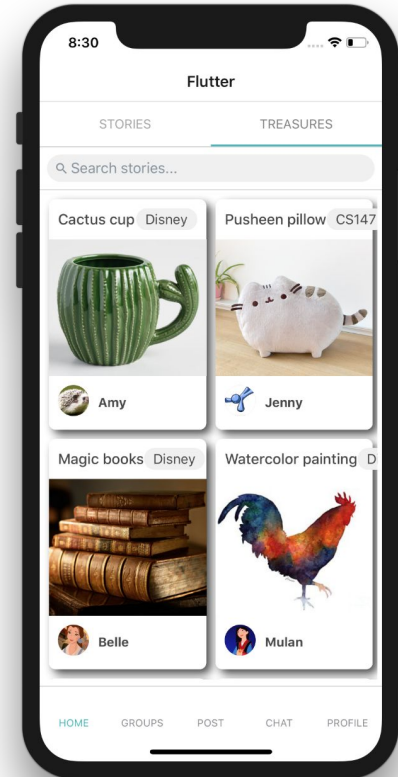 8:30
Flutter
STORIES TREASURES
Search stories...
Cactus cup Disney
Pusheen pillow CS147
Amy
Jenny
Magic books Disney
Watercolor painting D
Belle
Mulan
HOME GROUPS POST CHAT PROFILE